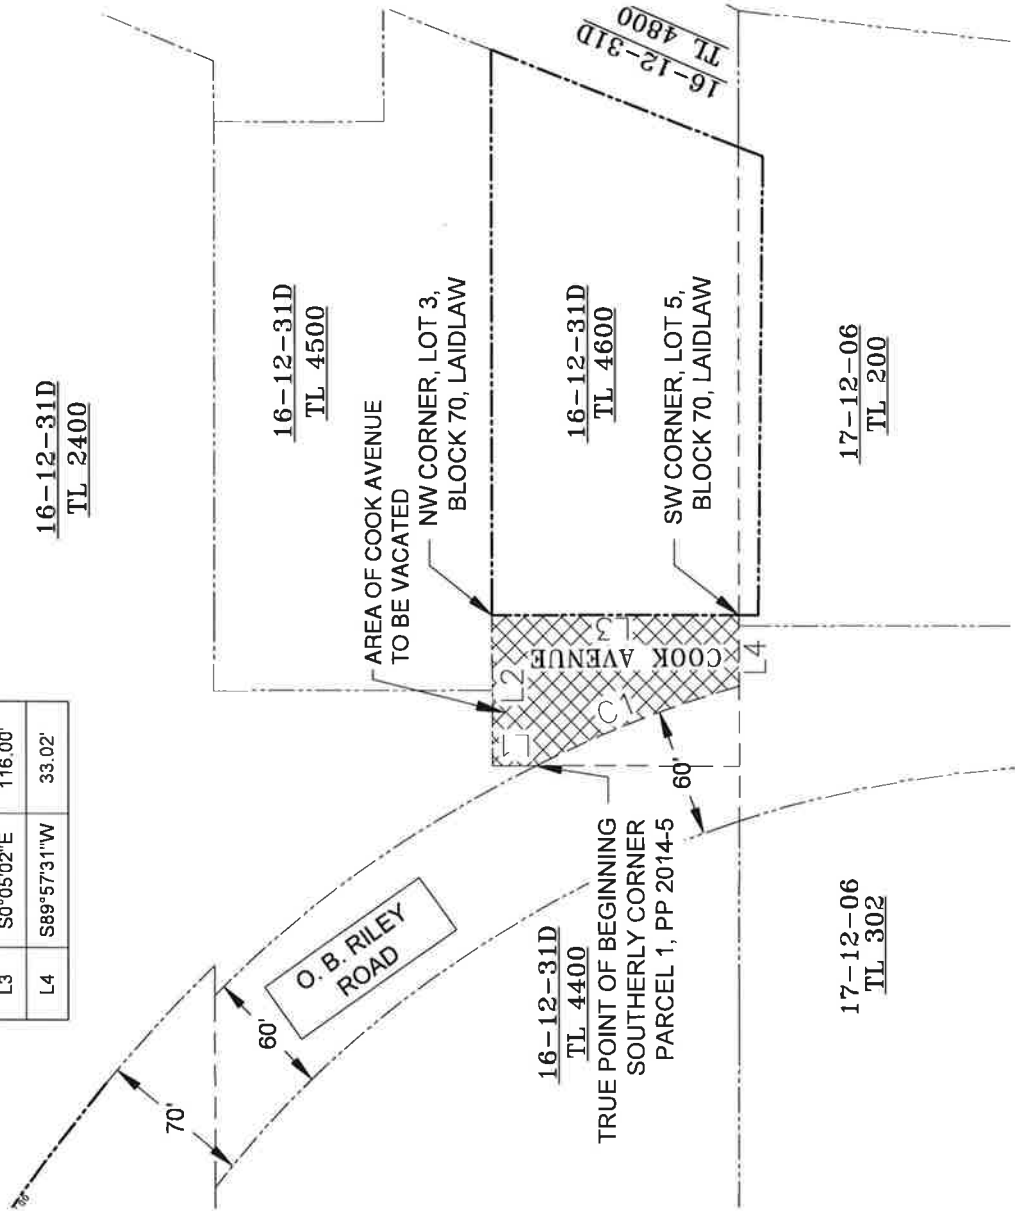 L3 S0°05'02"E 116.00'
L4 S89°57'31"W 33.02'
16-12-31D
TL 2400
16-12-31D
TL 4500
AREA OF COOK AVENUE
TO BE VACATED
NW CORNER, LOT 3,
BLOCK 70, LAIDLAW
16-12-31D
TL 4800
16-12-31D
TL 4600
SW CORNER, LOT 5,
BLOCK 70, LAIDLAW
17-12-06
TL 200
COOK AVENUE
L1
L2
L3
L4
C1
60'
O. B. RILEY
ROAD
60'
70'
16-12-31D
TL 4400
TRUE POINT OF BEGINNING
SOUTHERLY CORNER
PARCEL 1, PP 2014-5
17-12-06
TL 302